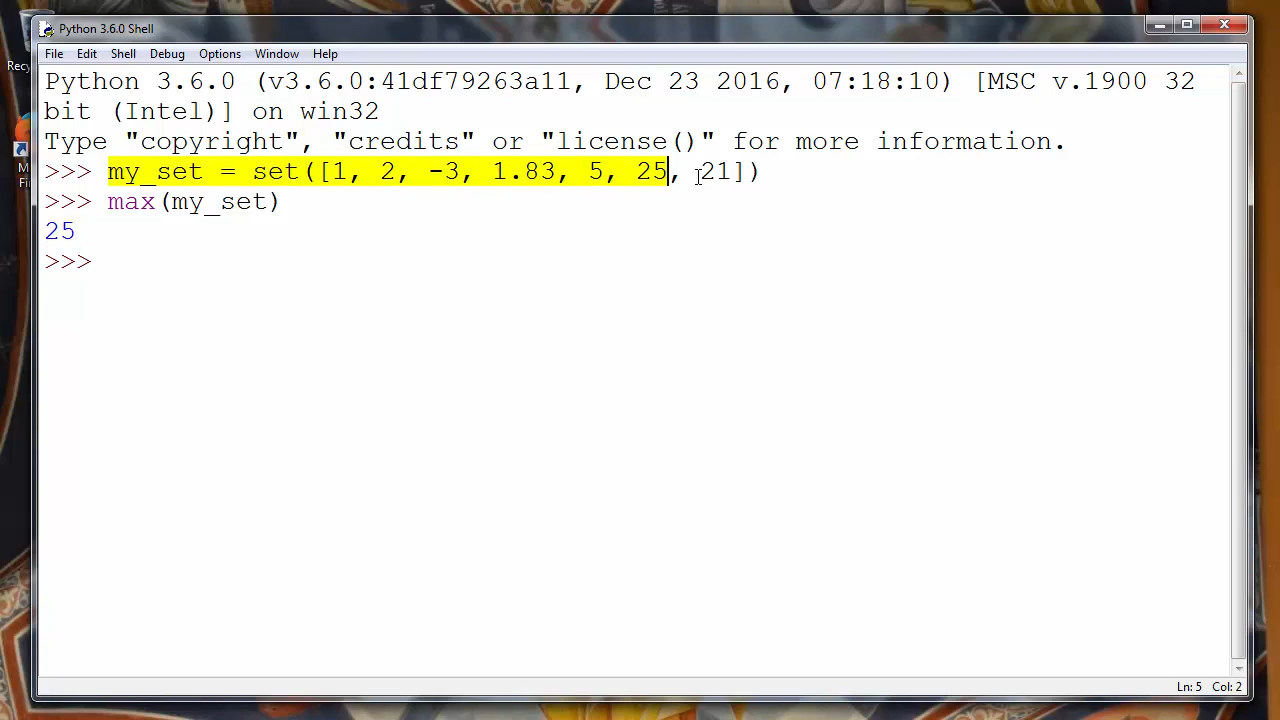 Recy
M
Fin
Python 3.6.0 Shell
File Edit Shell Debug Options Window Help
Python 3.6.0 (v3.6.0:41df79263a11, Dec 23 2016, 07:18:10) [MSC v.1900 32
bit (Intel)] on win32
Type "copyright", "credits" or "license()" for more information.
>>> my_set = set([1, 2, -3, 1.83, 5, 25, 21])
>>> max(my_set)
25
>>>
Ln: 5 Col: 2